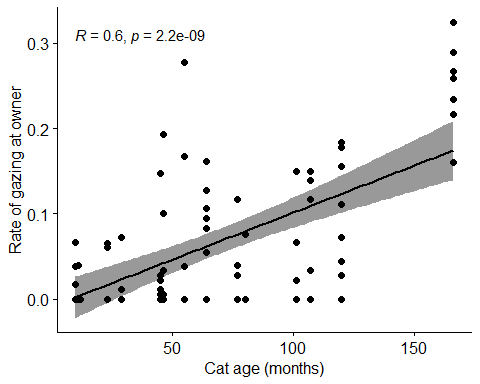 R = 0.6, p = 2.2e-09
Rate of gazing at owner
0.3
0.2
0.1
0.0
50 100 150
Cat age (months)